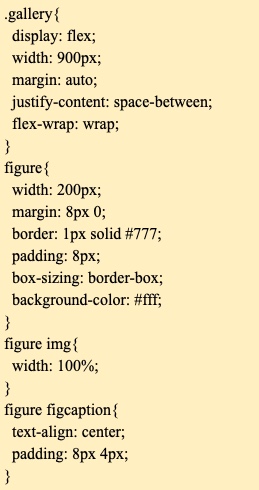 .gallery{
display: flex;
width: 900px;
margin: auto;
justify-content: space-between;
flex-wrap: wrap;
}
figure{
width: 200px;
margin: 8px 0;
border: 1px solid #777;
padding: 8px;
box-sizing: border-box;
background-color: #fff;
}
figure img{
width: 100%;
}
figure figcaption{
text-align: center;
padding: 8px 4px;
}